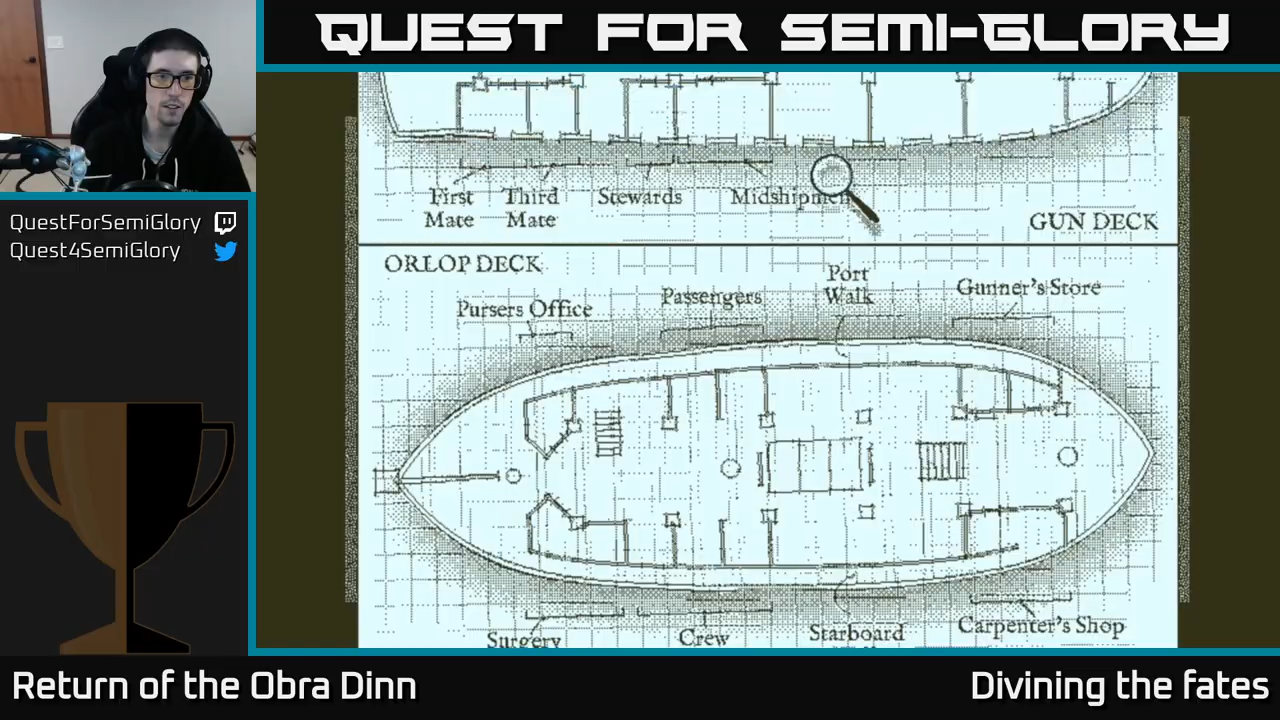 QUEST FOR SEMI-GLORY
QuestForSemiGlory
Quest4SemiGlory
First Mate
Third Mate
Stewards
Midshipmen
GUN DECK
ORLOP DECK
Pursers Office
Passengers
Port Walk
Gunner's Store
Surgery
Crew
Starboard
Carpenter's Shop
Return of the Obra Dinn
Divining the fates